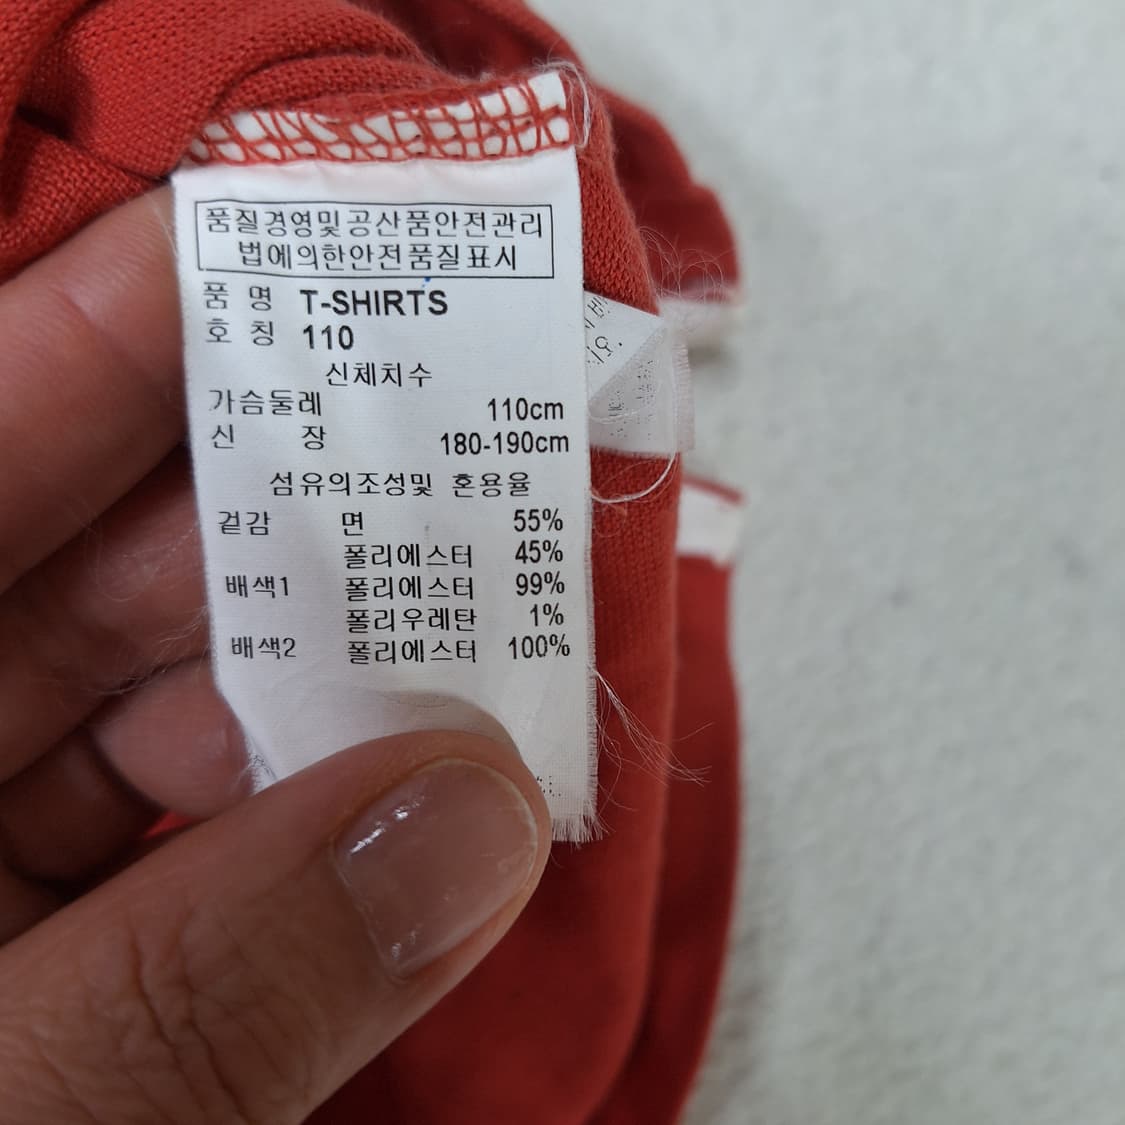 품질경영및공산품안전관리
법에의한안전품질표시
품 명 T-SHIRTS
호 칭 110
신체치수
가슴둘레 110cm
신 장 180-190cm
섬유의조성및 혼용율
겉감 면 55%
폴리에스터 45%
배색1 폴리에스터 99%
폴리우레탄 1%
배색2 폴리에스터 100%